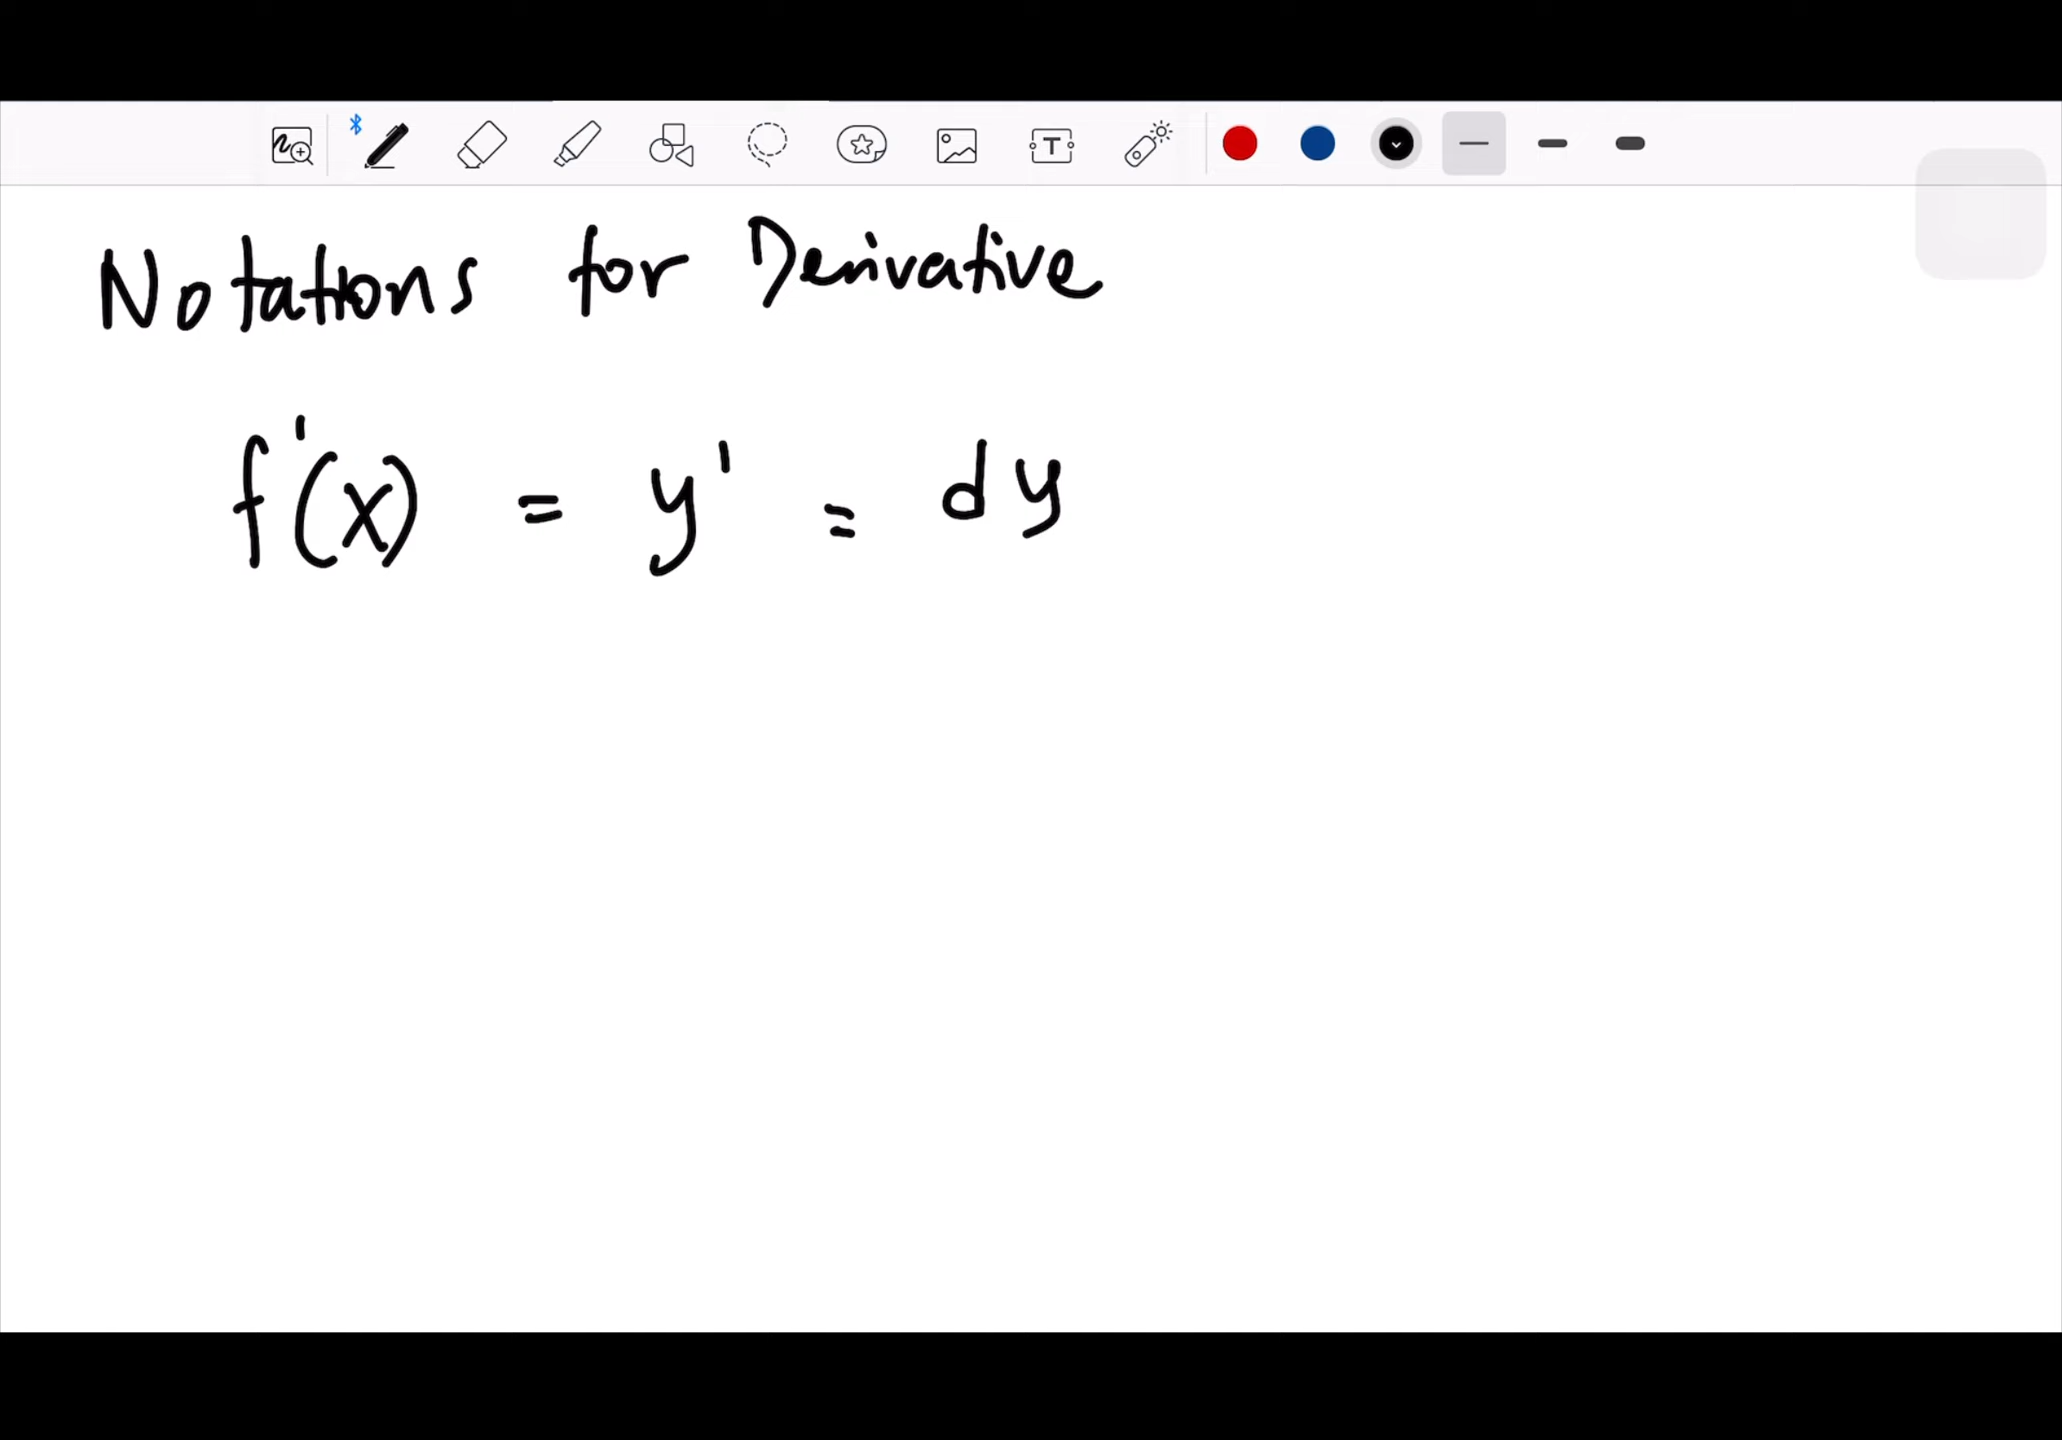 Notations for Derivative
f'(x) = y' = dy